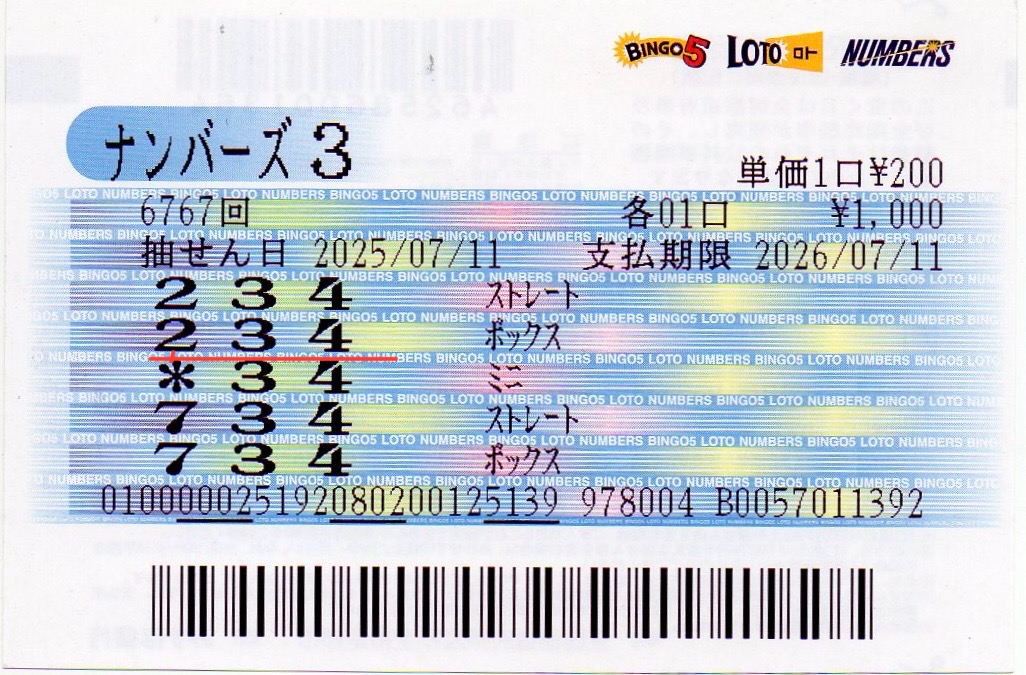 BINGO5 LOTO ロト NUMBERS
ナンバーズ3
単価1口¥200
6767回 各01口 ¥1,000
抽せん日 2025/07/11 支払期限 2026/07/11
2 3 4 ストレート
2 3 4 ボックス
* 3 4 ミニ
7 3 4 ストレート
7 3 4 ボックス
010000025192080200125139 978004 B0057011392